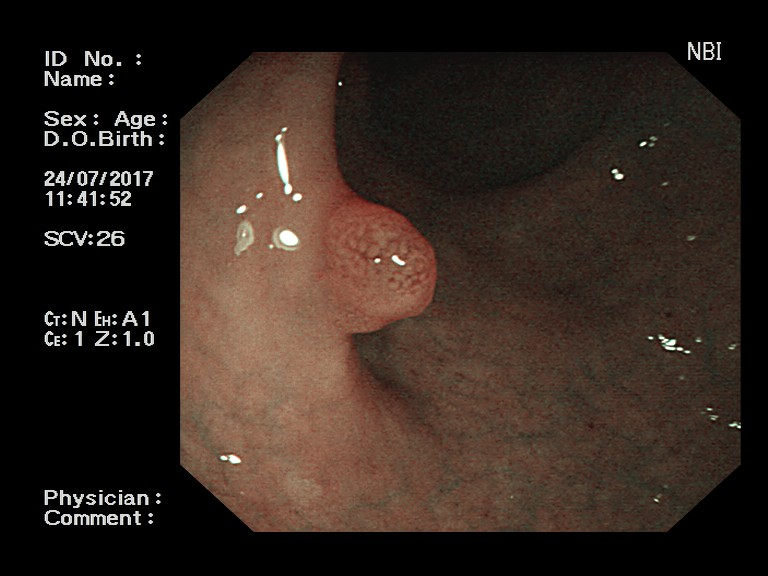 NBI
ID No. :
Name:
Sex: Age:
D.O.Birth:
24/07/2017
11:41:52
SCV:26
CT:N EH:A1
CE:1 Z:1.0
Physician:
Comment: